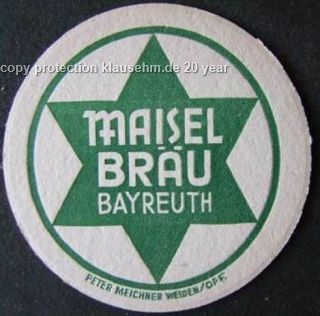 copy protection klausehm.de 20 year
MAISEL
BRÄU
BAYREUTH
PETER MEICHNER WEIDEN/OPF.